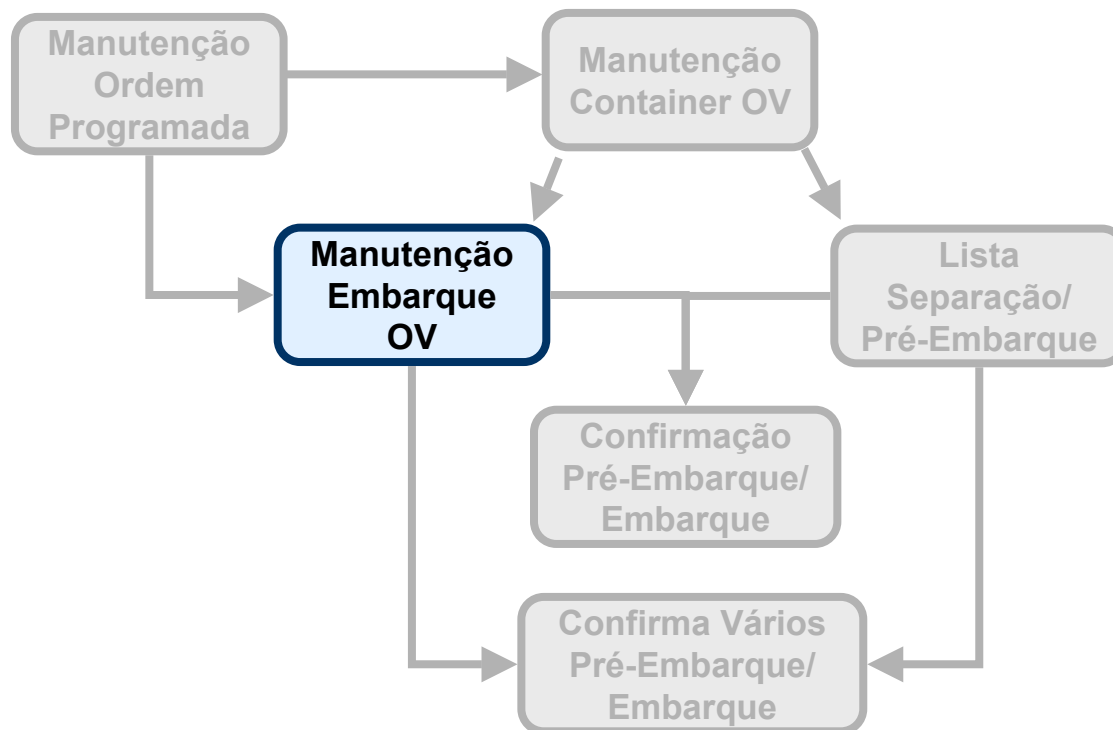 Manutenção
Ordem
Programada
Manutenção
Container OV
Manutenção
Embarque
OV
Lista
Separação/
Pré-Embarque
Confirmação
Pré-Embarque/
Embarque
Confirma Vários
Pré-Embarque/
Embarque